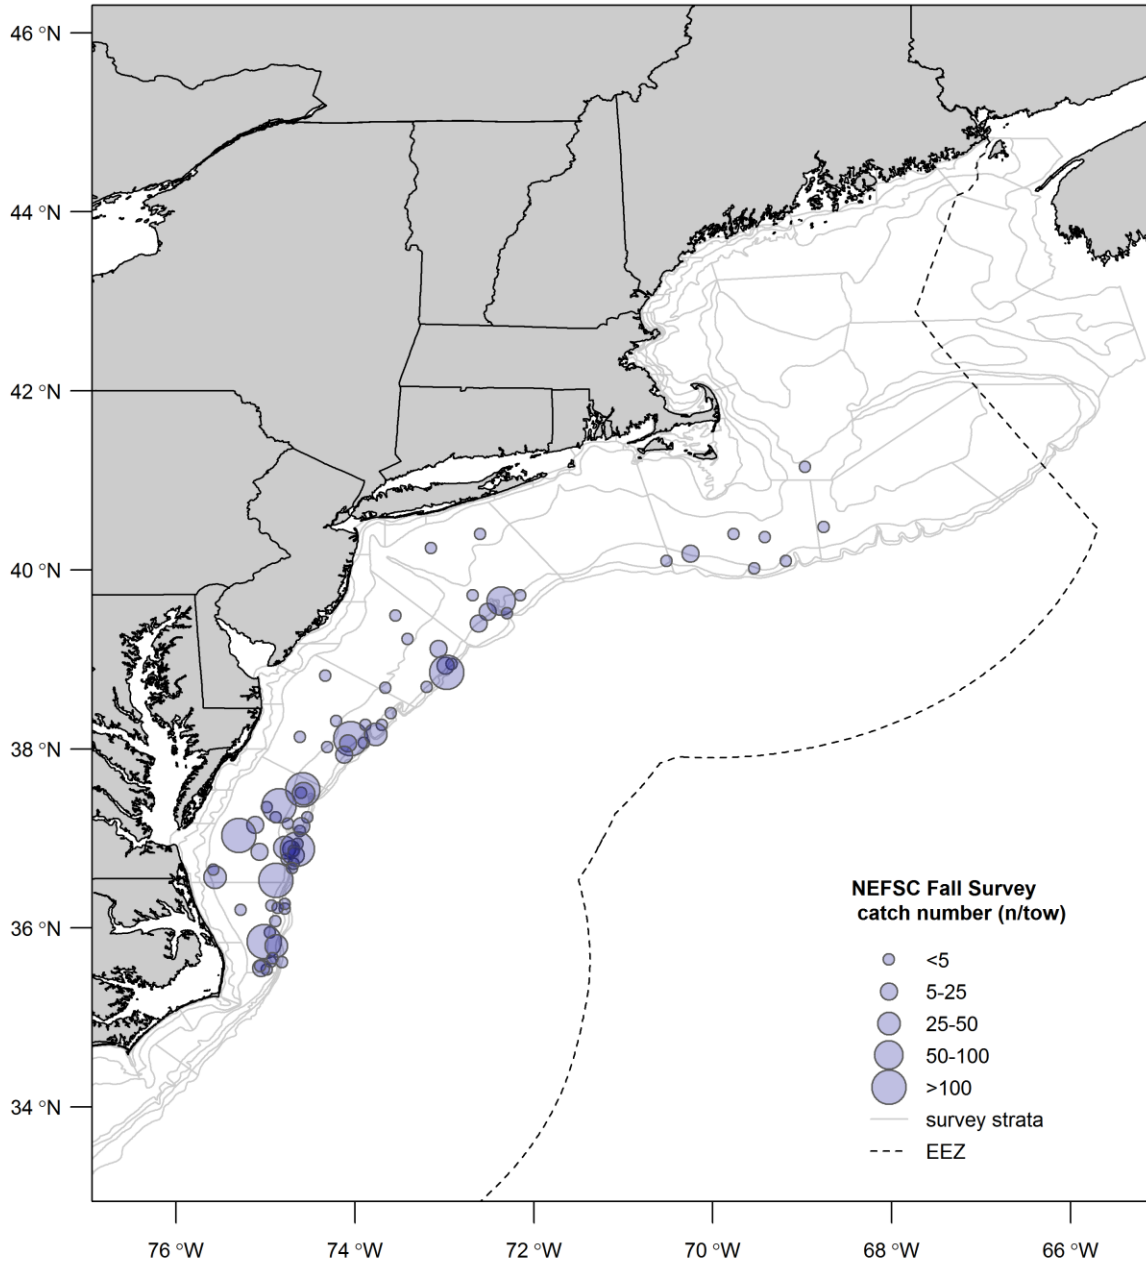 46 °N
44 °N
42 °N
40 °N
38 °N
36 °N
34 °N
NEFSC Fall Survey
catch number (n/tow)
<5
5-25
25-50
50-100
>100
survey strata
EEZ
76 °W
74 °W
72 °W
70 °W
68 °W
66 °W